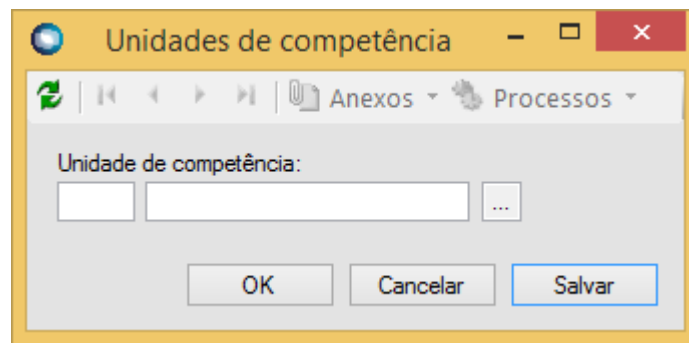 Unidades de competência
Anexos Processos
Unidade de competência:
...
OK Cancelar Salvar